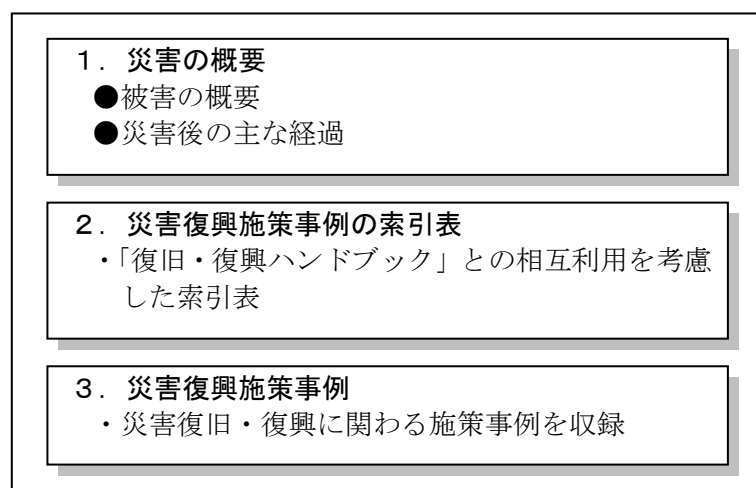 １．災害の概要
●被害の概要
●災害後の主な経過
２．災害復興施策事例の索引表
・「復旧・復興ハンドブック」との相互利用を考慮
した索引表
３．災害復興施策事例
・災害復旧・復興に関わる施策事例を収録